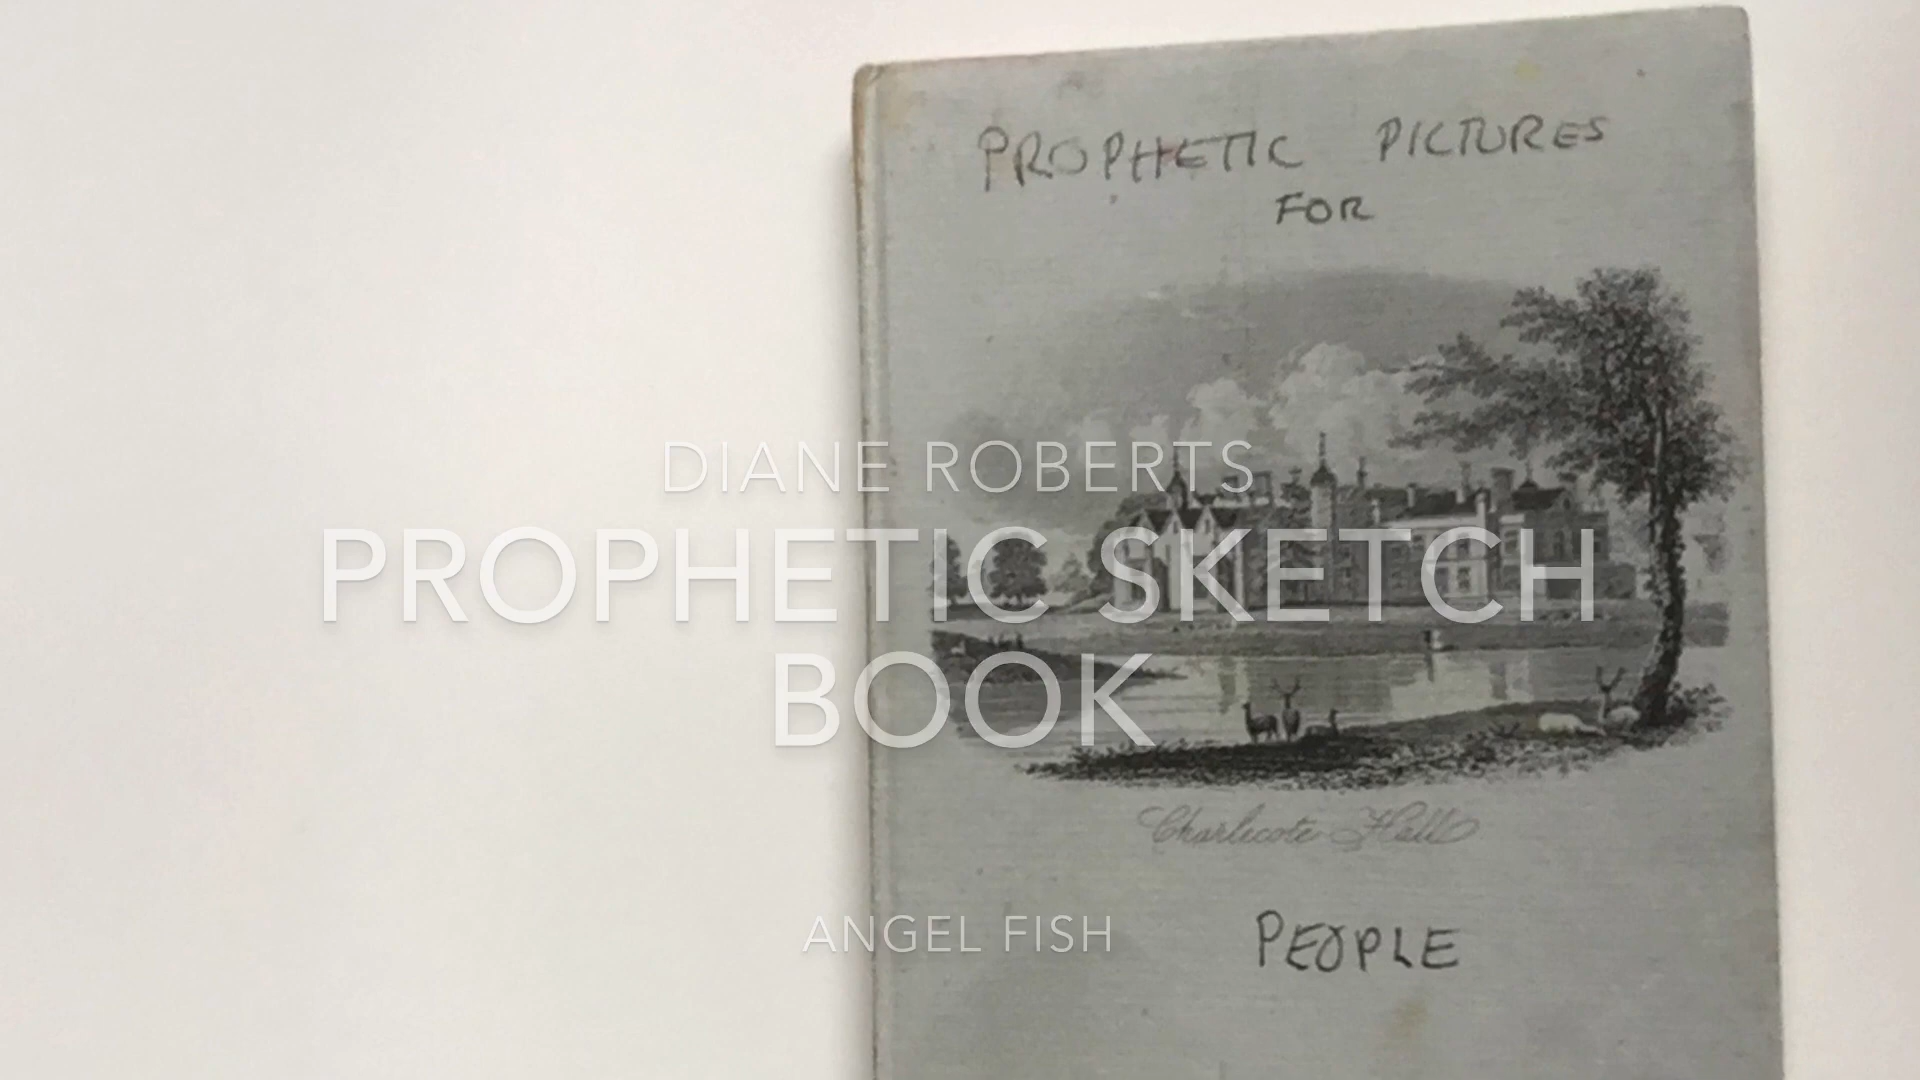 PROPHETIC PICTURES
FOR
DIANE ROBERTS
PROPHETIC SKETCH
BOOK
Charlecote Hall
ANGEL FISH
PEOPLE